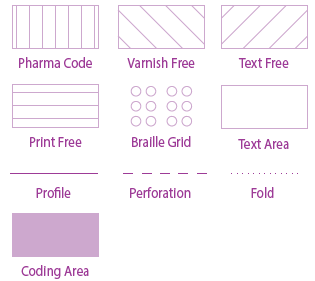 Pharma Code
Varnish Free
Text Free
Print Free
Braille Grid
Text Area
Profile
Perforation
Fold
Coding Area